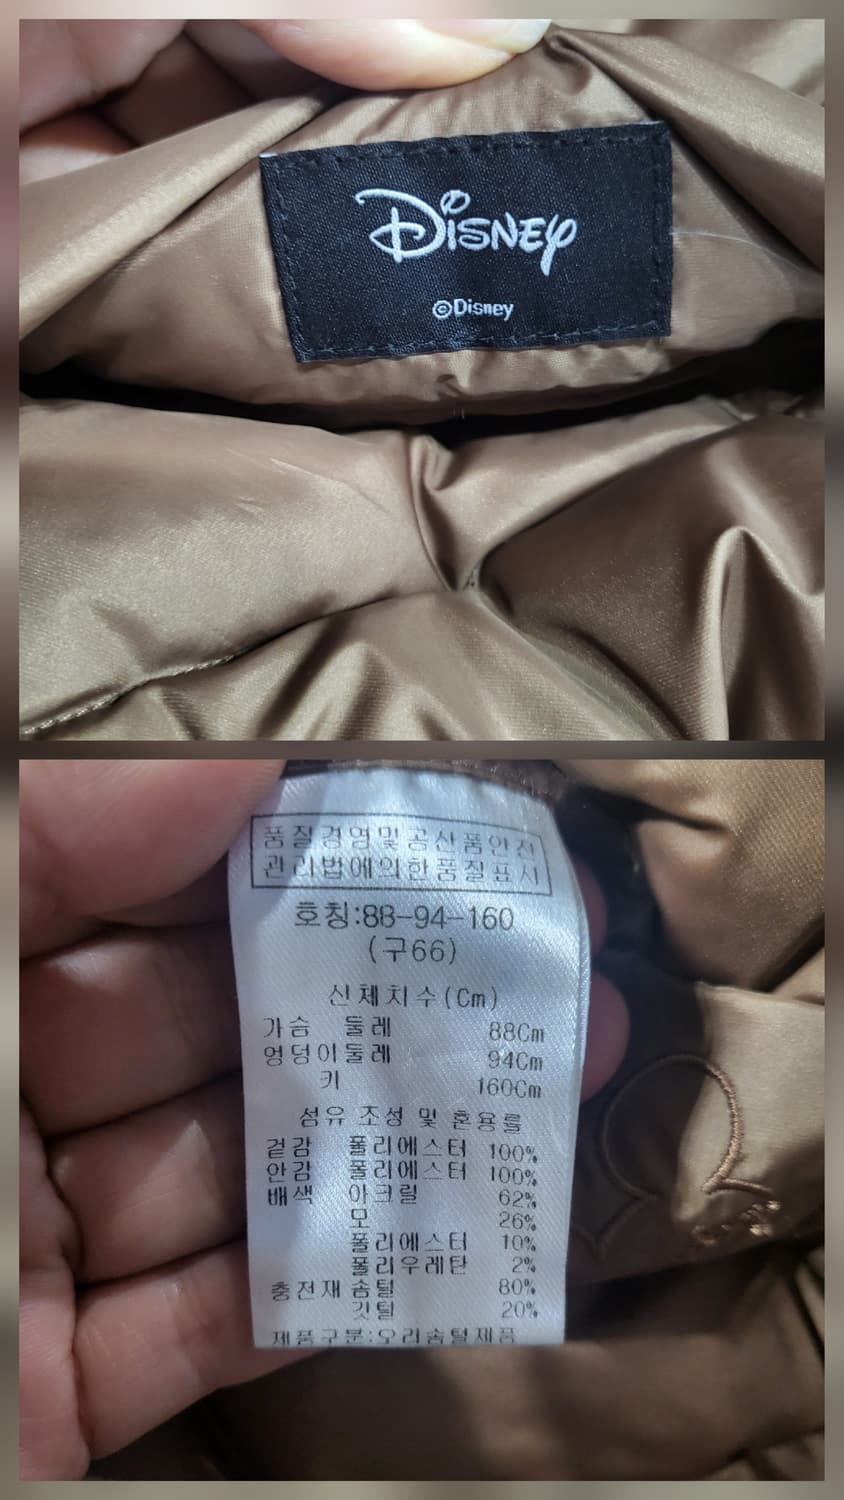 Disney
©Disney
품질경영및공산품안전
관리법에의한품질표시
호칭:88-94-160
(구66)
신체치수(Cm)
가슴 둘레 88Cm
엉덩이둘레 94Cm
키 160Cm
섬유 조성 및 혼용률
겉감 폴리에스터 100%
안감 폴리에스터 100%
배색 아크릴 62%
모 26%
폴리에스터 10%
폴리우레탄 2%
충전재 솜털 80%
깃털 20%
제품구분:오리솜털제품